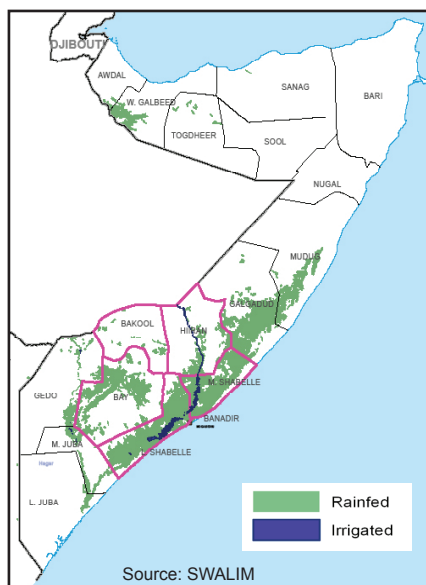 DJIBOUTI
AWDAL
W. GALBEED
SANAG
BARI
TOGDHEER
SOOL
NUGAL
MUDUG
GALGADUD
BAKOOL
HIIRAN
GEDO
BAY
M. SHABELLE
BANADIR
M. JUBA
L. SHABELLE
Hagar
L. JUBA
Rainfed
Irrigated
Source: SWALIM